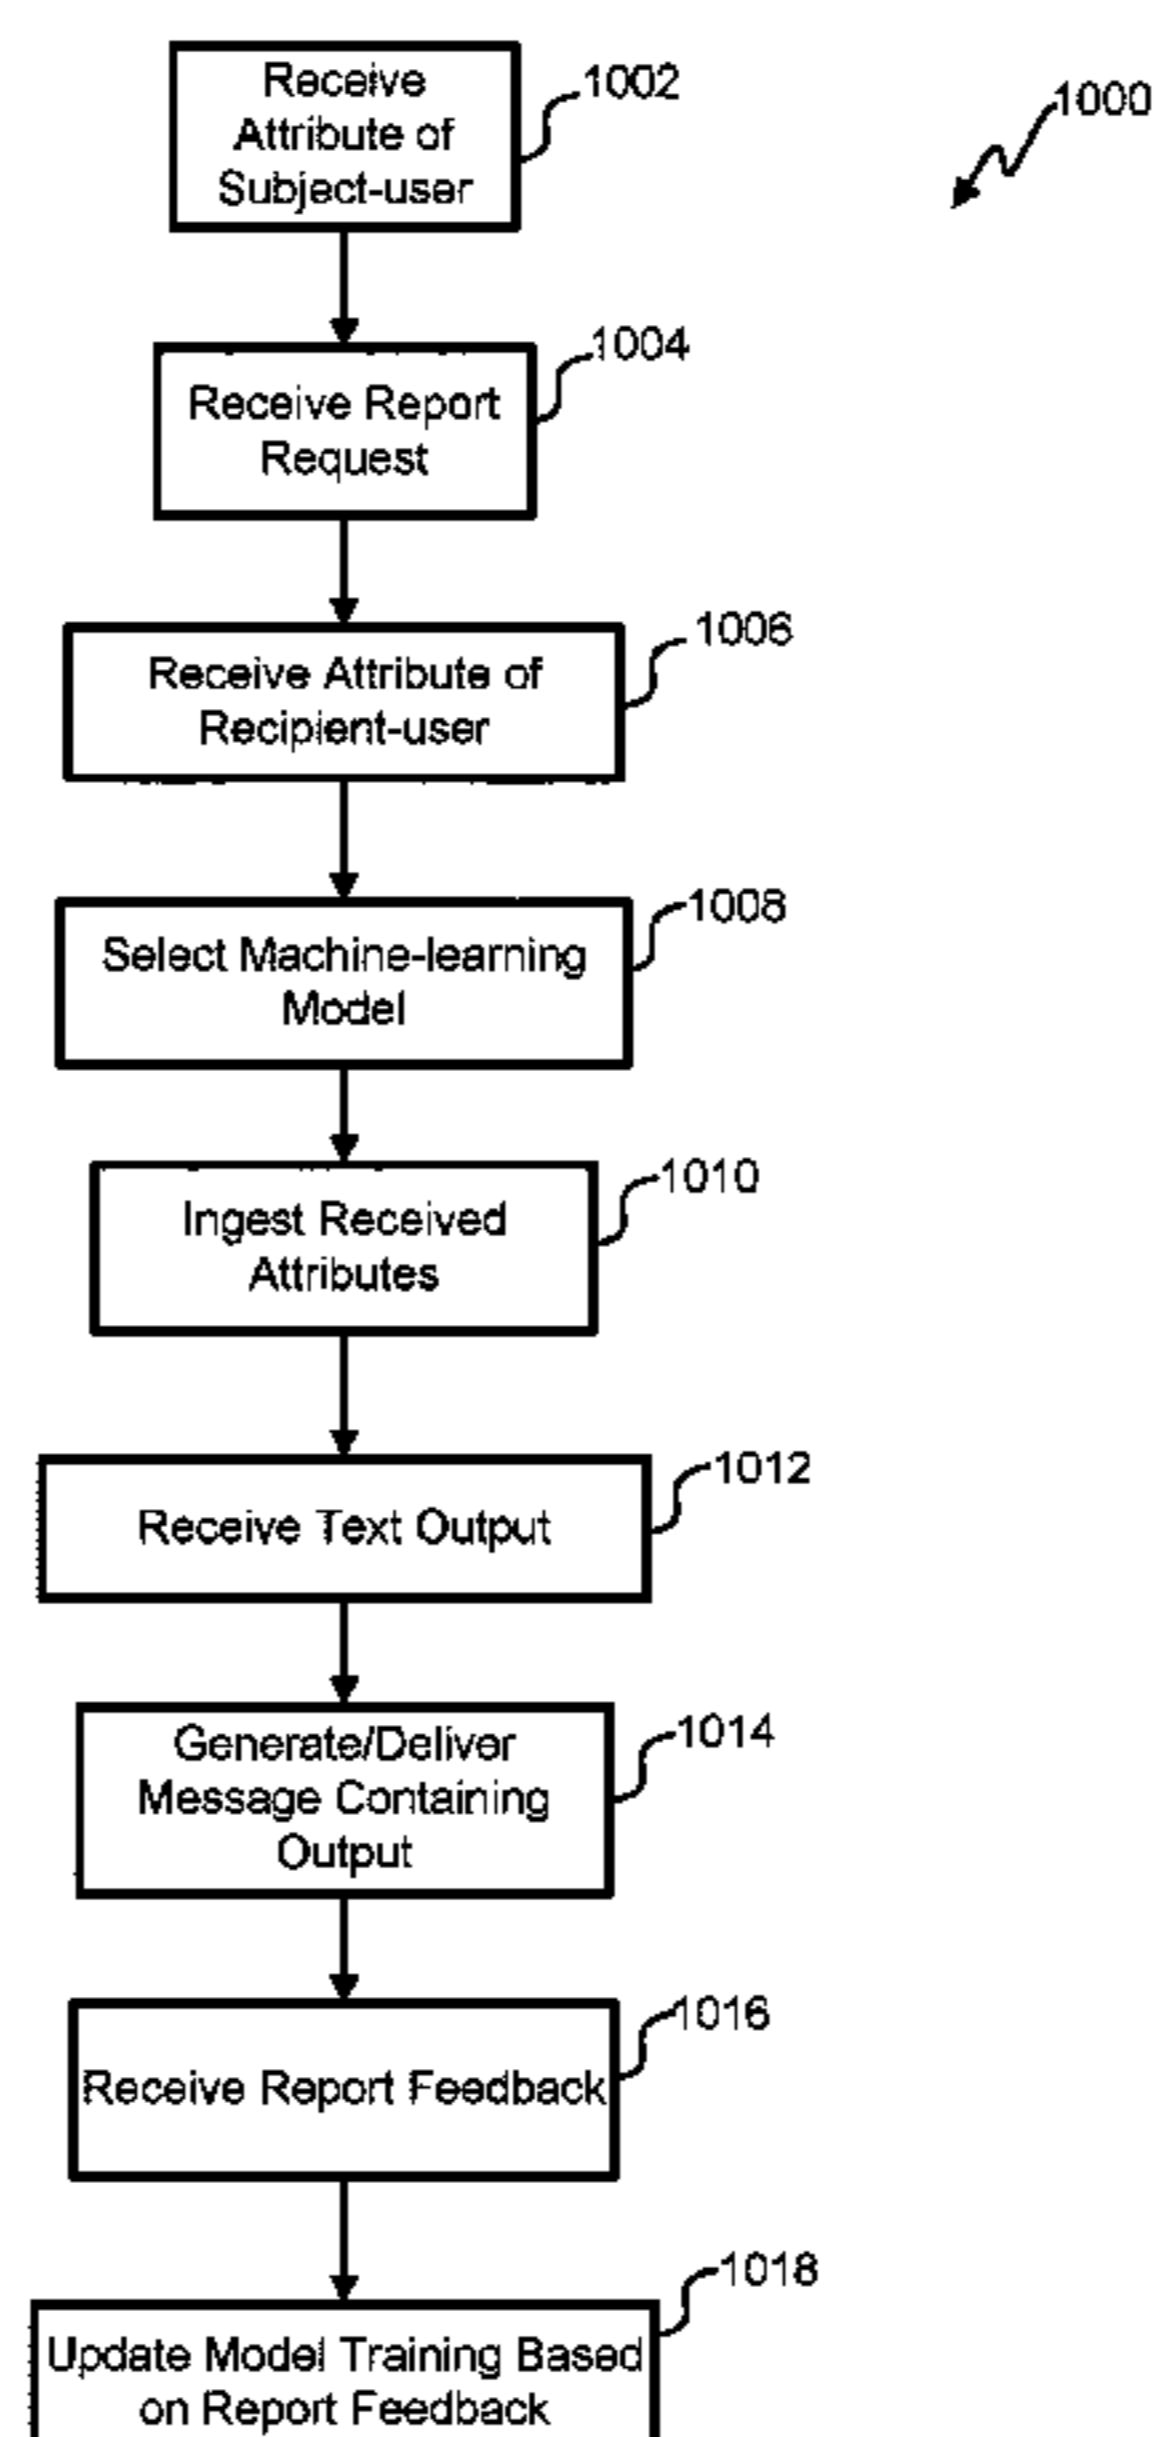 Receive
Attribute of
Subject-user
1002
1000
Receive Report
Request
1004
Receive Attribute of
Recipient-user
1006
Select Machine-learning
Model
1008
Ingest Received
Attributes
1010
Receive Text Output
1012
Generate/Deliver
Message Containing
Output
1014
Receive Report Feedback
1016
Update Model Training Based
on Report Feedback
1018